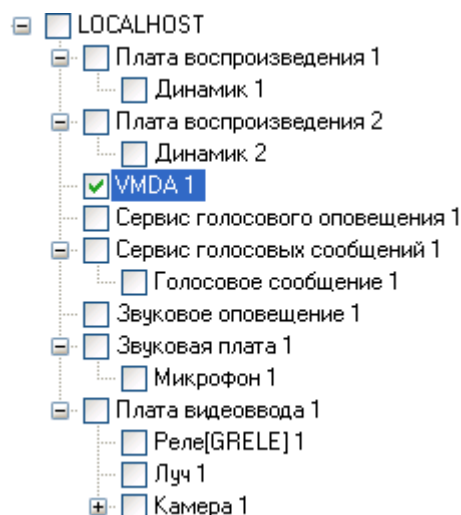 LOCALHOST
Плата воспроизведения 1
Динамик 1
Плата воспроизведения 2
Динамик 2
VMDA 1
Сервис голосового оповещения 1
Сервис голосовых сообщений 1
Голосовое сообщение 1
Звуковое оповещение 1
Звуковая плата 1
Микрофон 1
Плата видеоввода 1
Реле[GRELE] 1
Луч 1
Камера 1